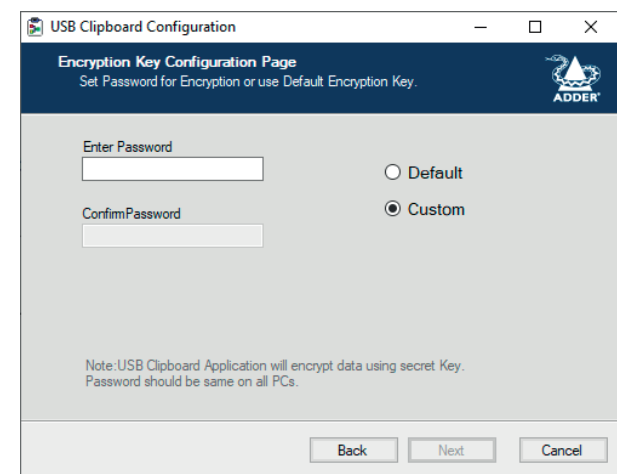 USB Clipboard Configuration
Encryption Key Configuration Page
Set Password for Encryption or use Default Encryption Key.
ADDER®
Enter Password
Default
Custom
ConfirmPassword
Note:USB Clipboard Application will encrypt data using secret Key.
Password should be same on all PCs.
Back
Next
Cancel